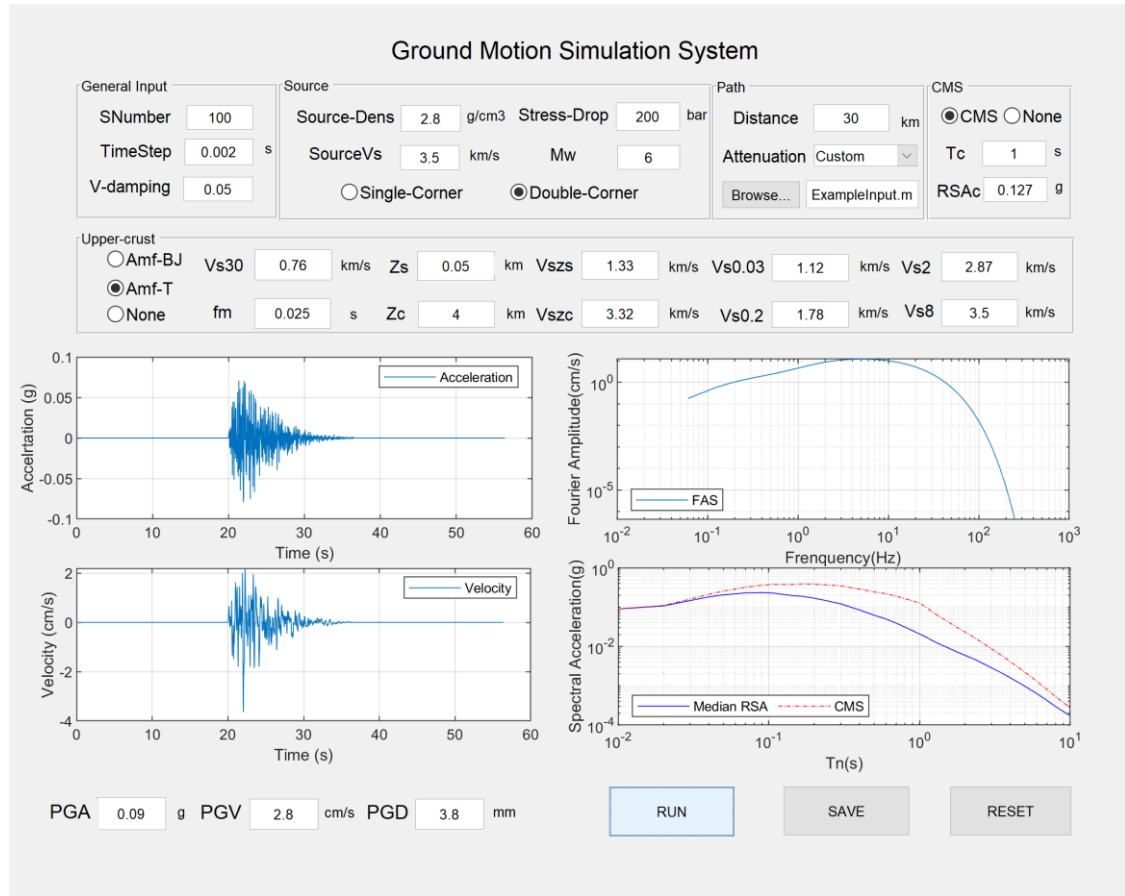 Ground Motion Simulation System
General Input
SNumber 100
TimeStep 0.002 s
V-damping 0.05
Source
Source-Dens 2.8 g/cm3 Stress-Drop 200 bar
SourceVs 3.5 km/s Mw 6
Single-Corner Double-Corner
Path
Distance 30 km
Attenuation Custom
Browse... ExampleInput.m
CMS
CMS None
Tc 1 s
RSAc 0.127 g
Upper-crust
Amf-BJ
Amf-T
None
Vs30 0.76 km/s Zs 0.05 km Vszs 1.33 km/s Vs0.03 1.12 km/s Vs2 2.87 km/s
fm 0.025 s Zc 4 km Vszc 3.32 km/s Vs0.2 1.78 km/s Vs8 3.5 km/s
Accelrtation (g)
0.1
0.05
0
-0.05
-0.1
Acceleration
0 10 20 30 40 50 60
Time (s)
Fourier Amplitude(cm/s)
10^0
10^-5
FAS
10^-2 10^-1 10^0 10^1 10^2 10^3
Frenquency(Hz)
Velocity (cm/s)
2
0
-2
-4
Velocity
0 10 20 30 40 50 60
Time (s)
Spectral Acceleration(g)
10^0
10^-2
10^-4
Median RSA CMS
10^-2 10^-1 10^0 10^1
Tn(s)
PGA 0.09 g PGV 2.8 cm/s PGD 3.8 mm
RUN SAVE RESET